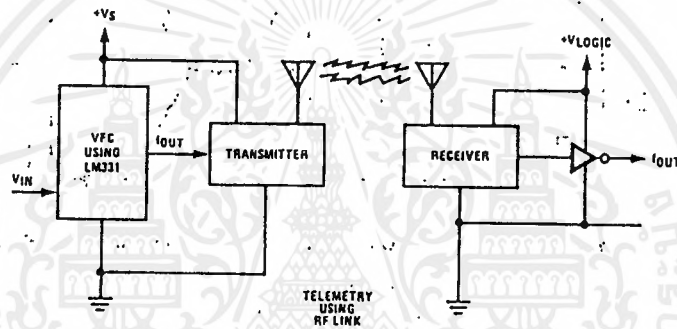 +VS
+VLOGIC
VFC
USING
LM331
fOUT
TRANSMITTER
RECEIVER
fOUT
VIN
TELEMETRY
USING
RF LINK